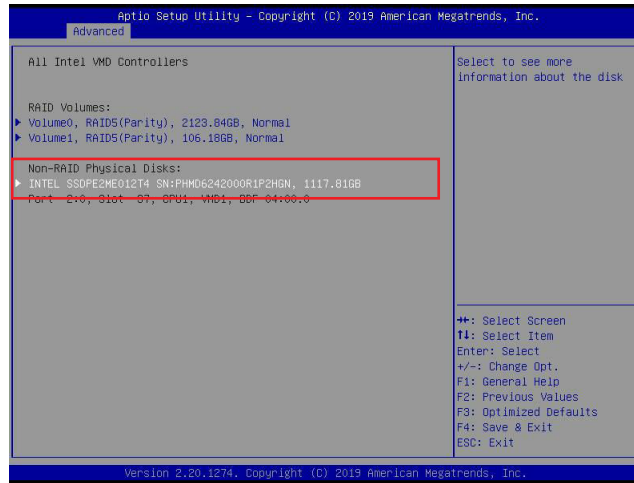 Aptio Setup Utility – Copyright (C) 2019 American Megatrends, Inc.
Advanced
All Intel VMD Controllers
RAID Volumes:
Volume0, RAID5(Parity), 2123.84GB, Normal
Volume1, RAID5(Parity), 106.18GB, Normal
Non-RAID Physical Disks:
INTEL SSDPE2ME012T4 SN:PHMD6242000R1P2HGN, 1117.81GB
Port 2:0, Slot 87, CPU1, VMD1, BDF 04:00.0
Select to see more
information about the disk
→←: Select Screen
↑↓: Select Item
Enter: Select
+/-: Change Opt.
F1: General Help
F2: Previous Values
F3: Optimized Defaults
F4: Save & Exit
ESC: Exit
Version 2.20.1274. Copyright (C) 2019 American Megatrends, Inc.